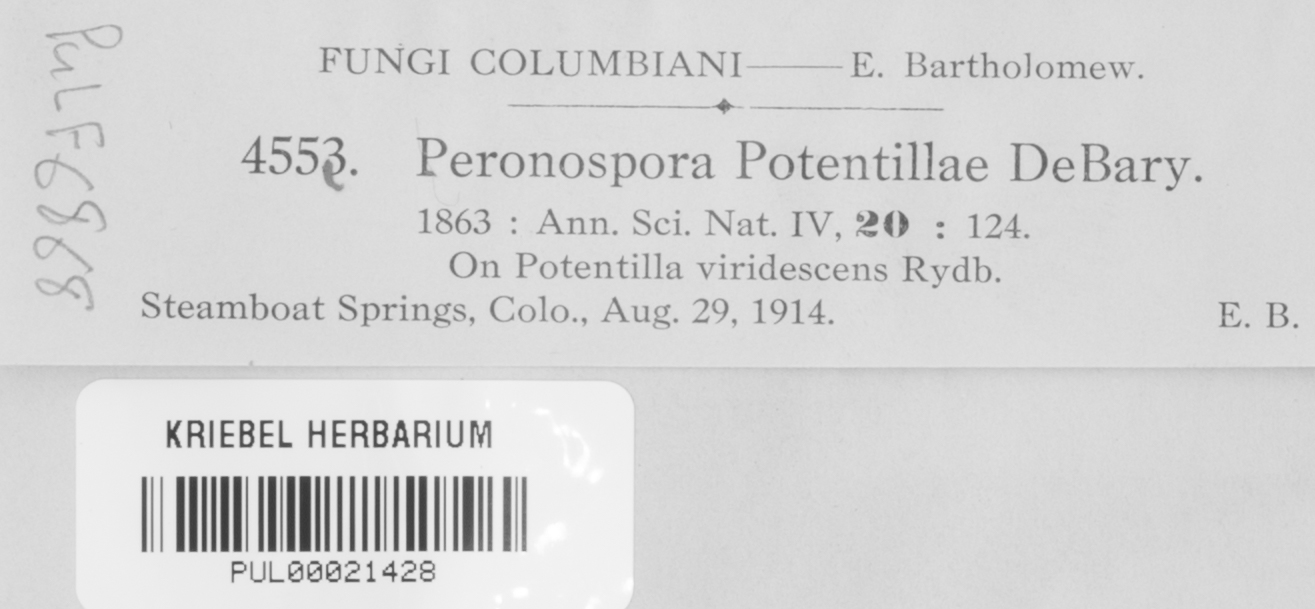 PUL F6868
FUNGI COLUMBIANI—E. Bartholomew.
4553. Peronospora Potentillae DeBary.
1863 : Ann. Sci. Nat. IV, 20 : 124.
On Potentilla viridescens Rydb.
Steamboat Springs, Colo., Aug. 29, 1914. E. B.
KRIEBEL HERBARIUM
PUL00021428